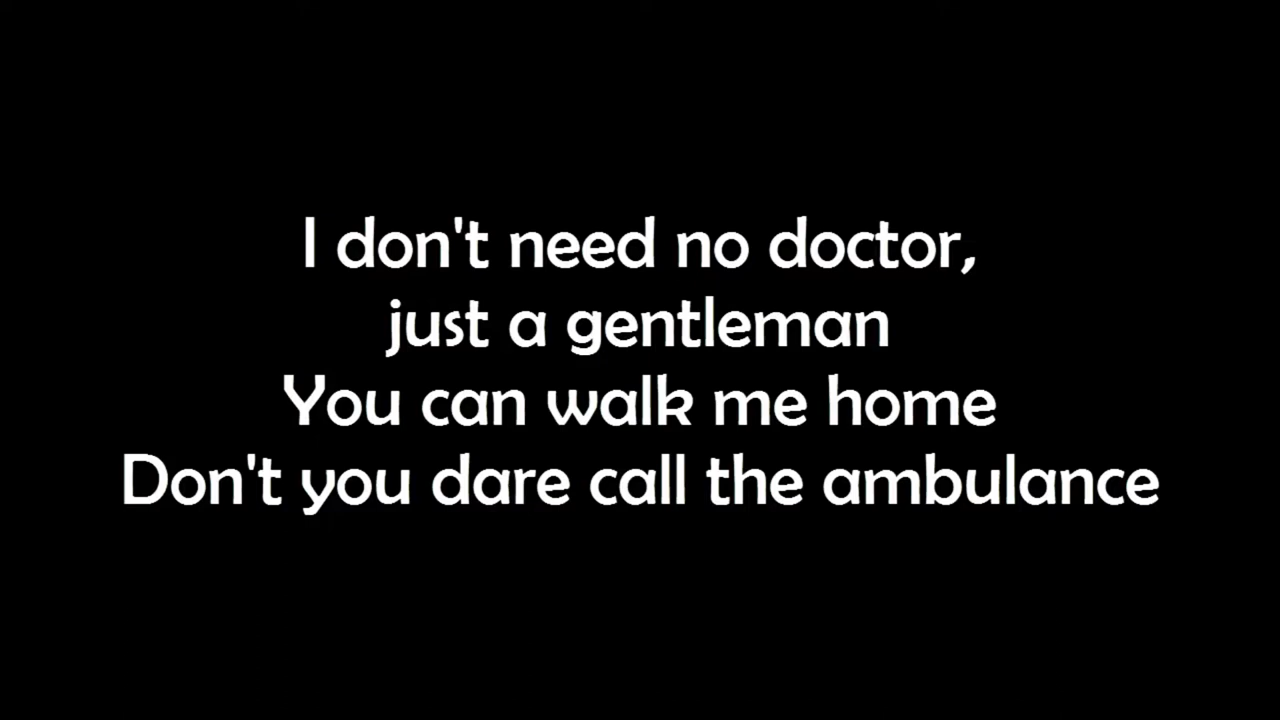 I don't need no doctor,
just a gentleman
You can walk me home
Don't you dare call the ambulance